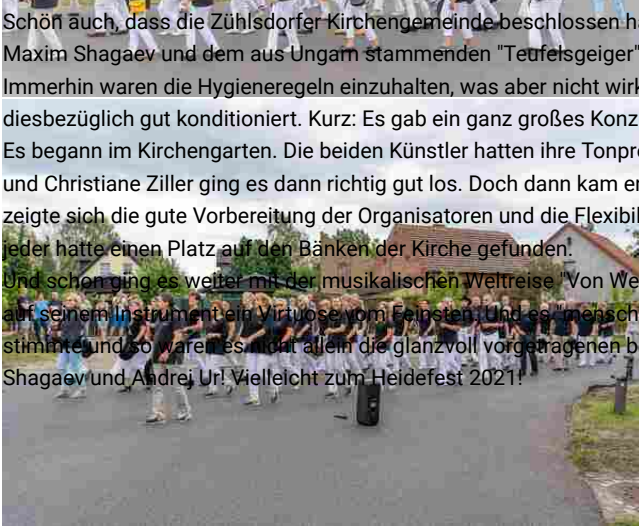 Schön auch, dass die Zühlsdorfer Kirchengemeinde beschlossen h
Maxim Shagaev und dem aus Ungarn stammenden "Teufelsgeiger"
Immerhin waren die Hygieneregeln einzuhalten, was aber nicht wirk
diesbezüglich gut konditioniert. Kurz: Es gab ein ganz großes Konz
Es begann im Kirchengarten. Die beiden Künstler hatten ihre Tonpr
und Christiane Ziller ging es dann richtig gut los. Doch dann kam er
zeigte sich die gute Vorbereitung der Organisatoren und die Flexibil
jeder hatte einen Platz auf den Bänken der Kirche gefunden.
Und schon ging es weiter mit der musikalischen Weltreise "Von We
auf seinem Instrument ein Virtuose vom Feinsten. Und es "mensch
stimmte und so waren es nicht allein die glanzvoll vorgetragenen b
Shagaev und Andrej Ur! Vielleicht zum Heidefest 2021!